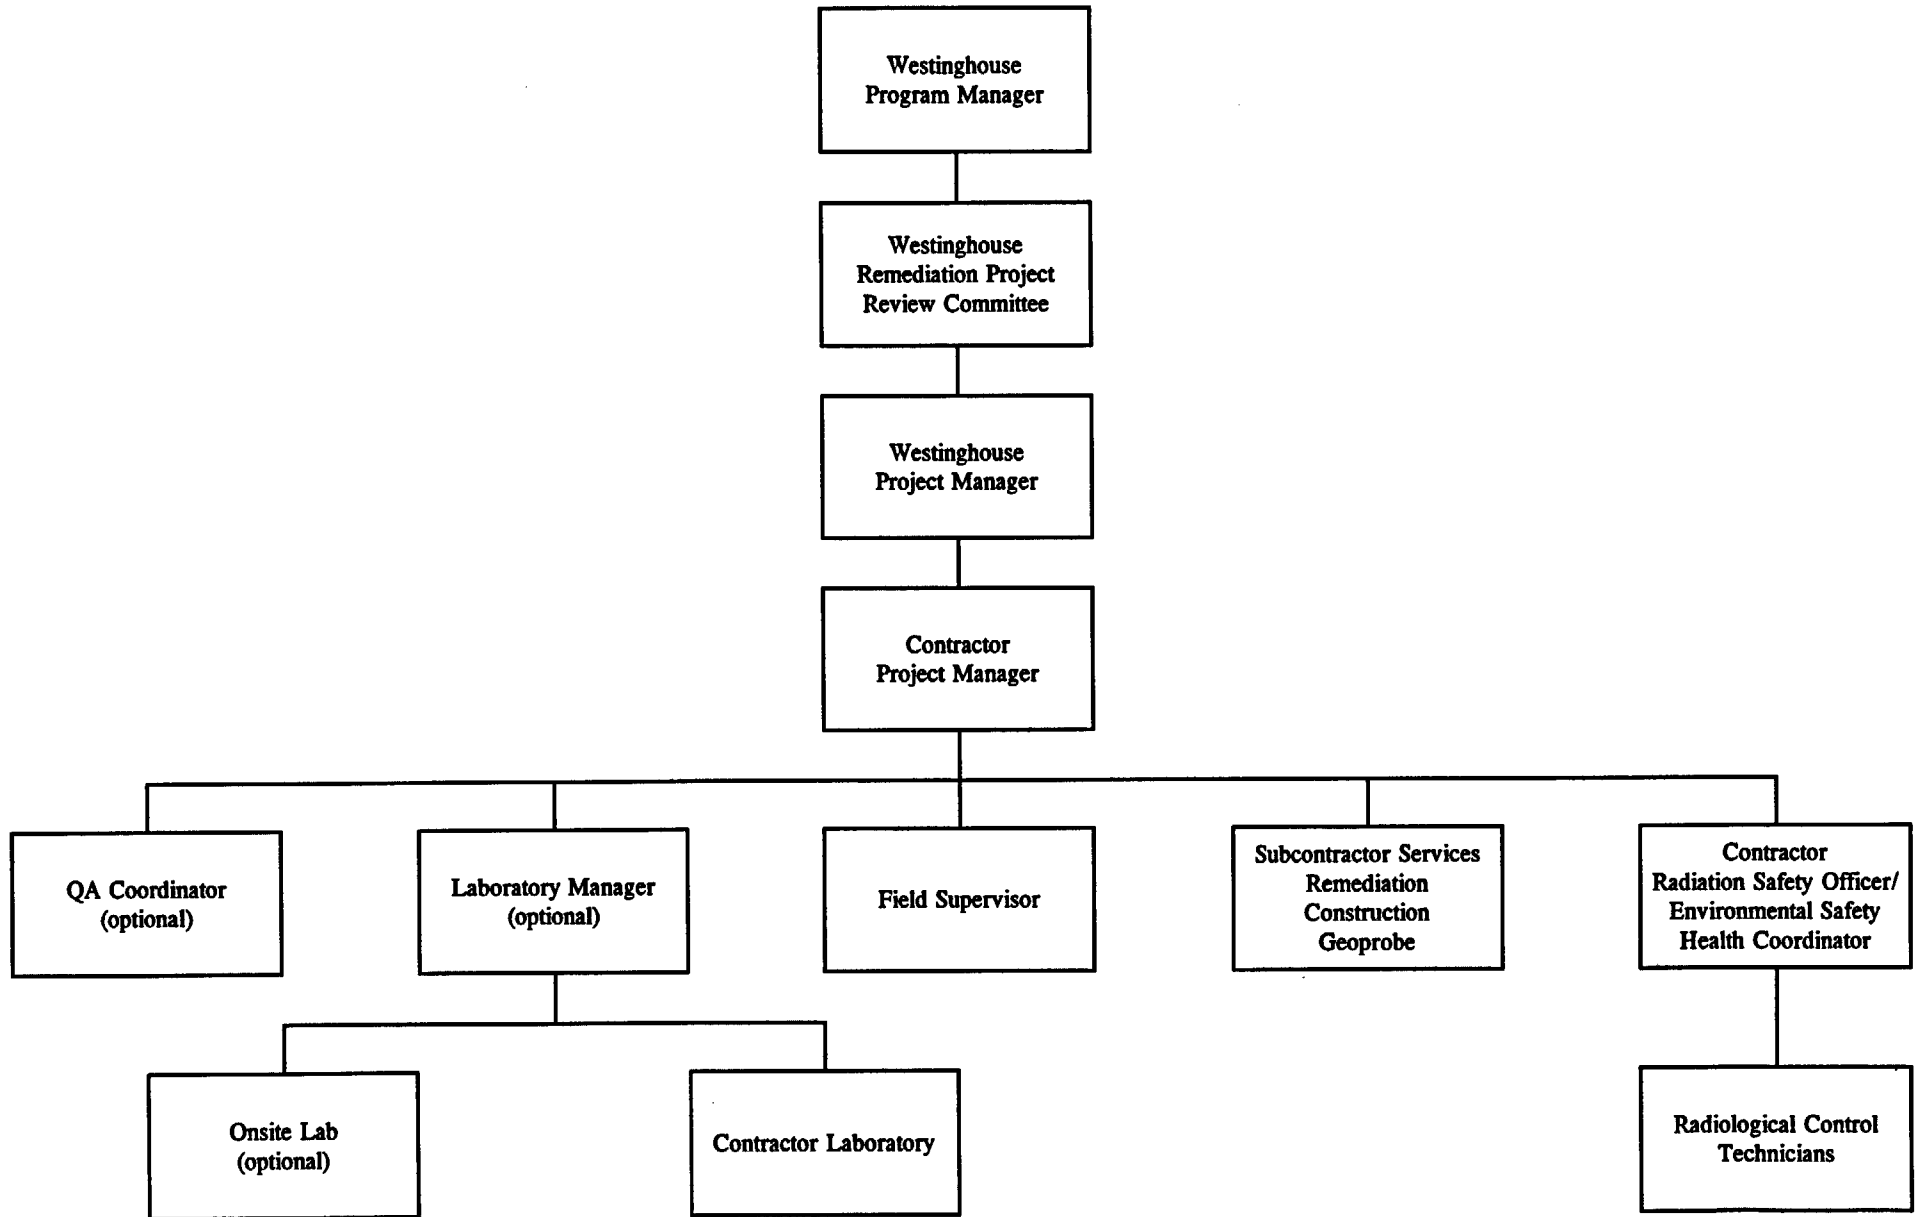 Westinghouse
Program Manager
Westinghouse
Remediation Project
Review Committee
Westinghouse
Project Manager
Contractor
Project Manager
QA Coordinator
(optional)
Laboratory Manager
(optional)
Field Supervisor
Subcontractor Services
Remediation
Construction
Geoprobe
Contractor
Radiation Safety Officer/
Environmental Safety
Health Coordinator
Onsite Lab
(optional)
Contractor Laboratory
Radiological Control
Technicians